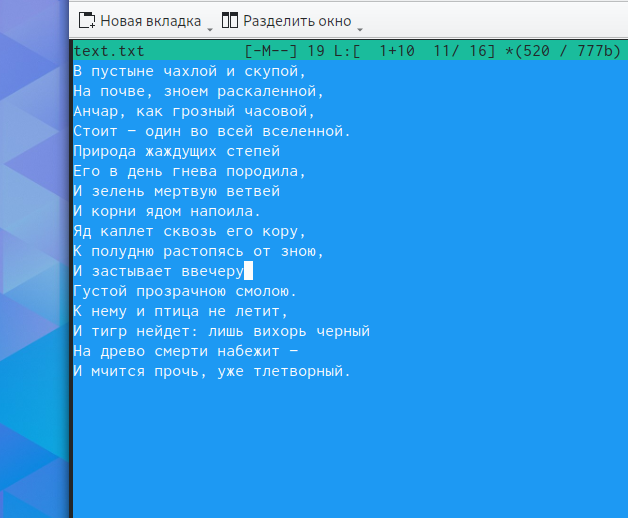 Новая вкладка Разделить окно
text.txt [-M--] 19 L:[ 1+10 11/ 16] *(520 / 777b)
В пустыне чахлой и скупой,
На почве, зноем раскаленной,
Анчар, как грозный часовой,
Стоит – один во всей вселенной.
Природа жаждущих степей
Его в день гнева породила,
И зелень мертвую ветвей
И корни ядом напоила.
Яд каплет сквозь его кору,
К полудню растопясь от зною,
И застывает ввечеру
Густой прозрачною смолою.
К нему и птица не летит,
И тигр нейдет: лишь вихорь черный
На древо смерти набежит –
И мчится прочь, уже тлетворный.